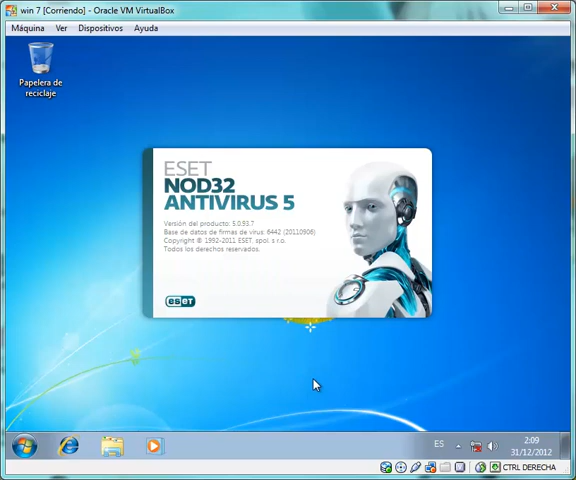 win 7 [Corriendo] - Oracle VM VirtualBox
Máquina Ver Dispositivos Ayuda
Papelera de
reciclaje
ESET
NOD32
ANTIVIRUS 5
Versión del producto: 5.0.93.7
Base de datos de firmas de virus: 6442 (20110906)
Copyright © 1992-2011 ESET, spol. s r.o.
Todos los derechos reservados.
eset
ES
2:09
31/12/2012
CTRL DERECHA